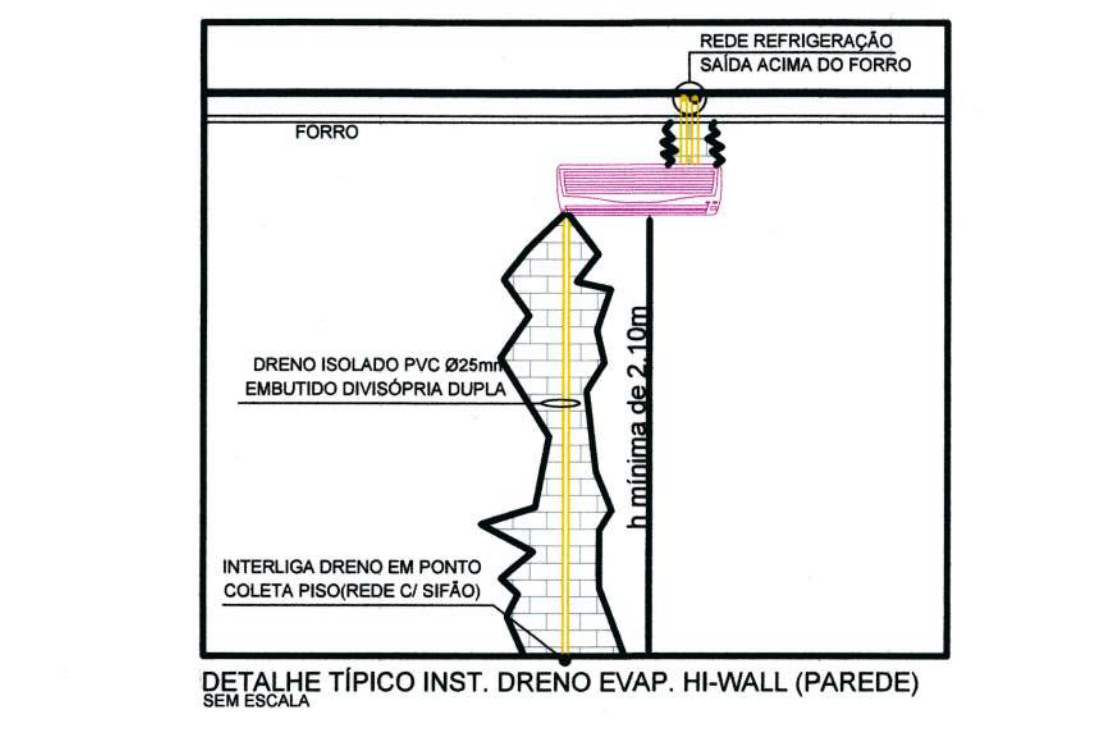 REDE REFRIGERAÇÃO
SAÍDA ACIMA DO FORRO
FORRO
DRENO ISOLADO PVC Ø25mm
EMBUTIDO DIVISÓPRIA DUPLA
h mínima de 2,10m
INTERLIGA DRENO EM PONTO
COLETA PISO(REDE C/ SIFÃO)
DETALHE TÍPICO INST. DRENO EVAP. HI-WALL (PAREDE)
SEM ESCALA